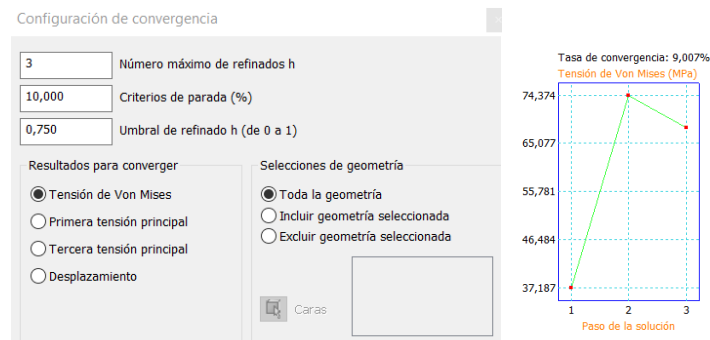 Configuración de convergencia
3 Número máximo de refinados h
10,000 Criterios de parada (%)
0,750 Umbral de refinado h (de 0 a 1)
Resultados para converger
Tensión de Von Mises
Primera tensión principal
Tercera tensión principal
Desplazamiento
Selecciones de geometría
Toda la geometría
Incluir geometría seleccionada
Excluir geometría seleccionada
Caras
Tasa de convergencia: 9,007%
Tensión de Von Mises (MPa)
74,374
65,077
55,781
46,484
37,187
1 2 3
Paso de la solución